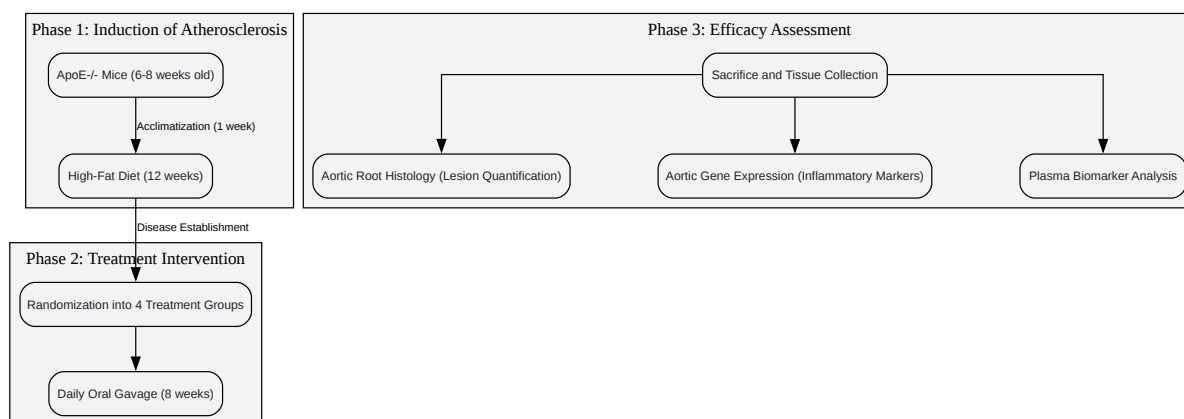 Phase 1: Induction of Atherosclerosis
ApoE-/- Mice (6-8 weeks old)
Acclimatization (1 week)
High-Fat Diet (12 weeks)
Disease Establishment
Phase 2: Treatment Intervention
Randomization into 4 Treatment Groups
Daily Oral Gavage (8 weeks)
Phase 3: Efficacy Assessment
Sacrifice and Tissue Collection
Aortic Root Histology (Lesion Quantification)
Aortic Gene Expression (Inflammatory Markers)
Plasma Biomarker Analysis